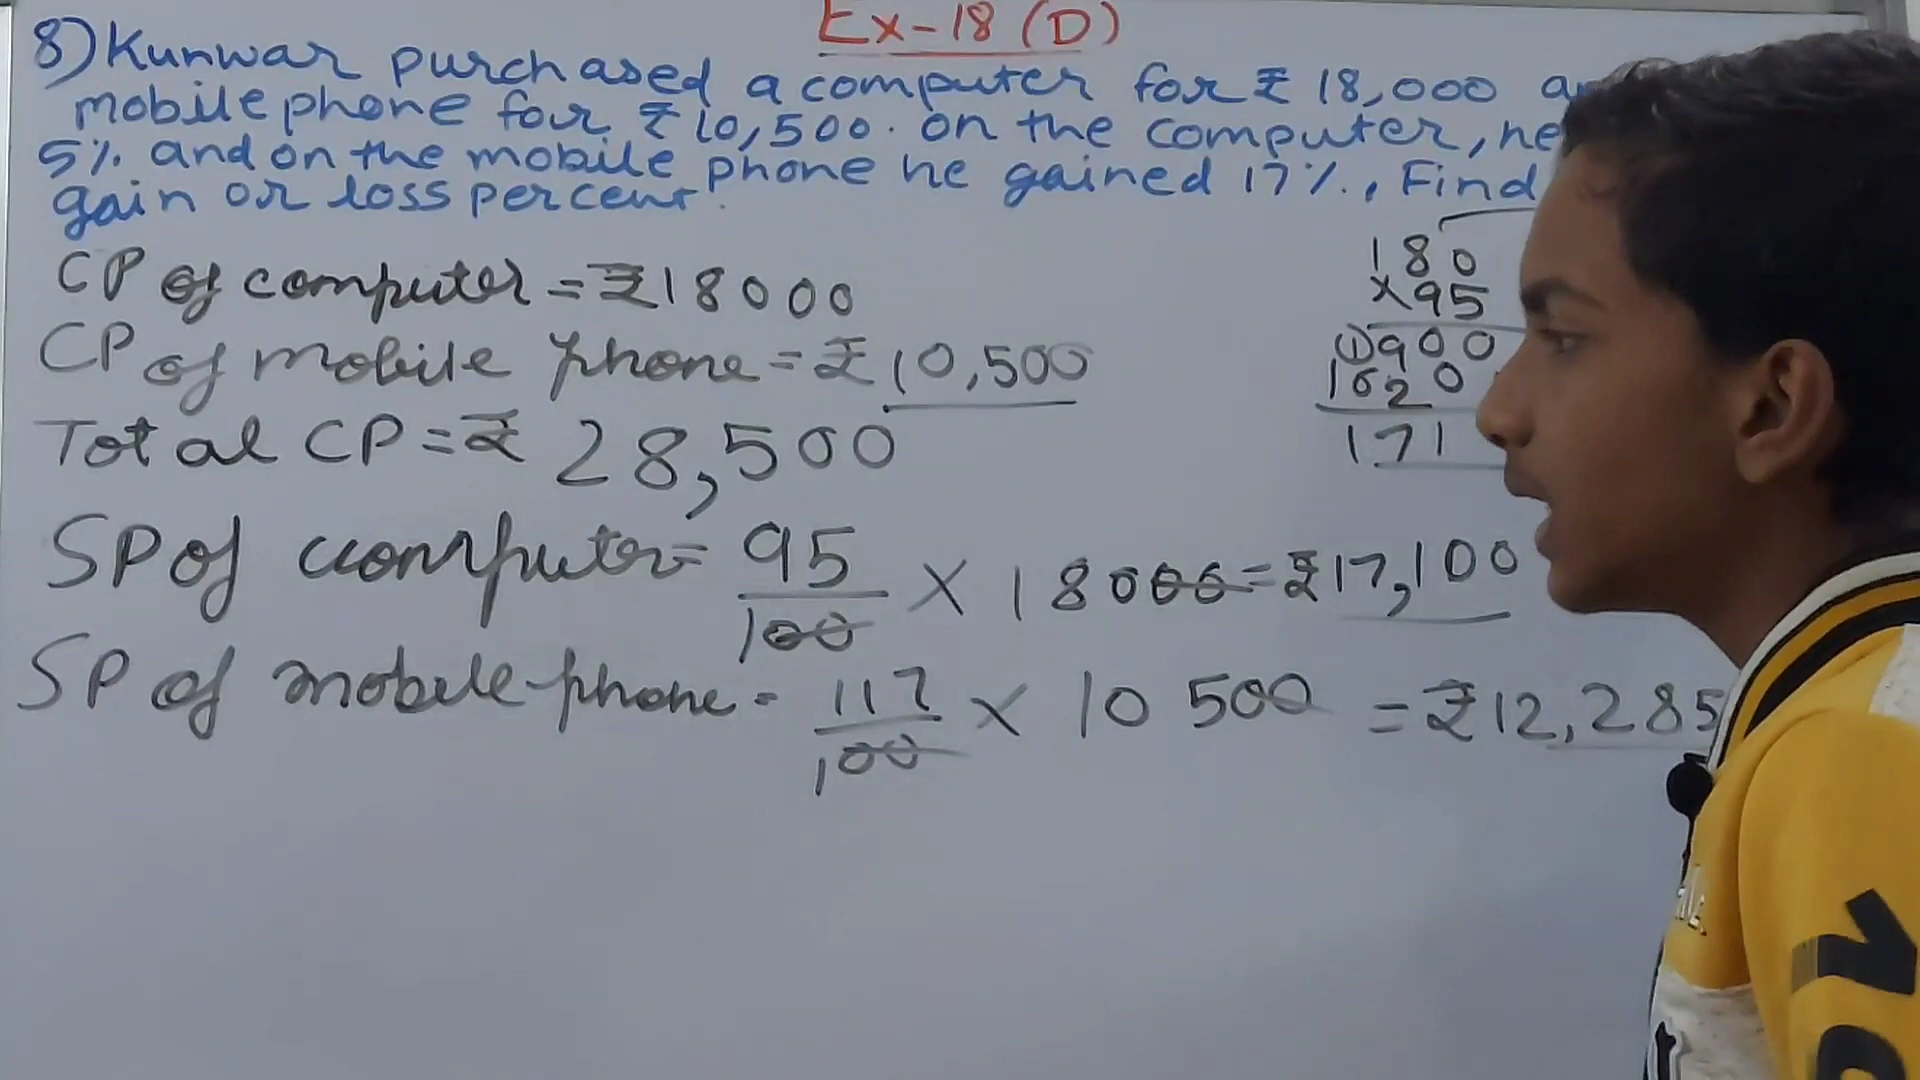 Ex-18 (D)
8) Kunwar purchased a computer for ₹ 18,000
mobile phone for ₹ 10,500. on the computer, he
5% and on the mobile phone he gained 17%. Find
gain or loss percent.
CP of computer = ₹18000
CP of mobile phone = ₹10,500
Total CP = ₹ 28,500
SP of computer = 95/100 × 18000 = ₹17,100
SP of mobile phone = 117/100 × 10 500 = ₹12,285
180
×95
1900
1620
171